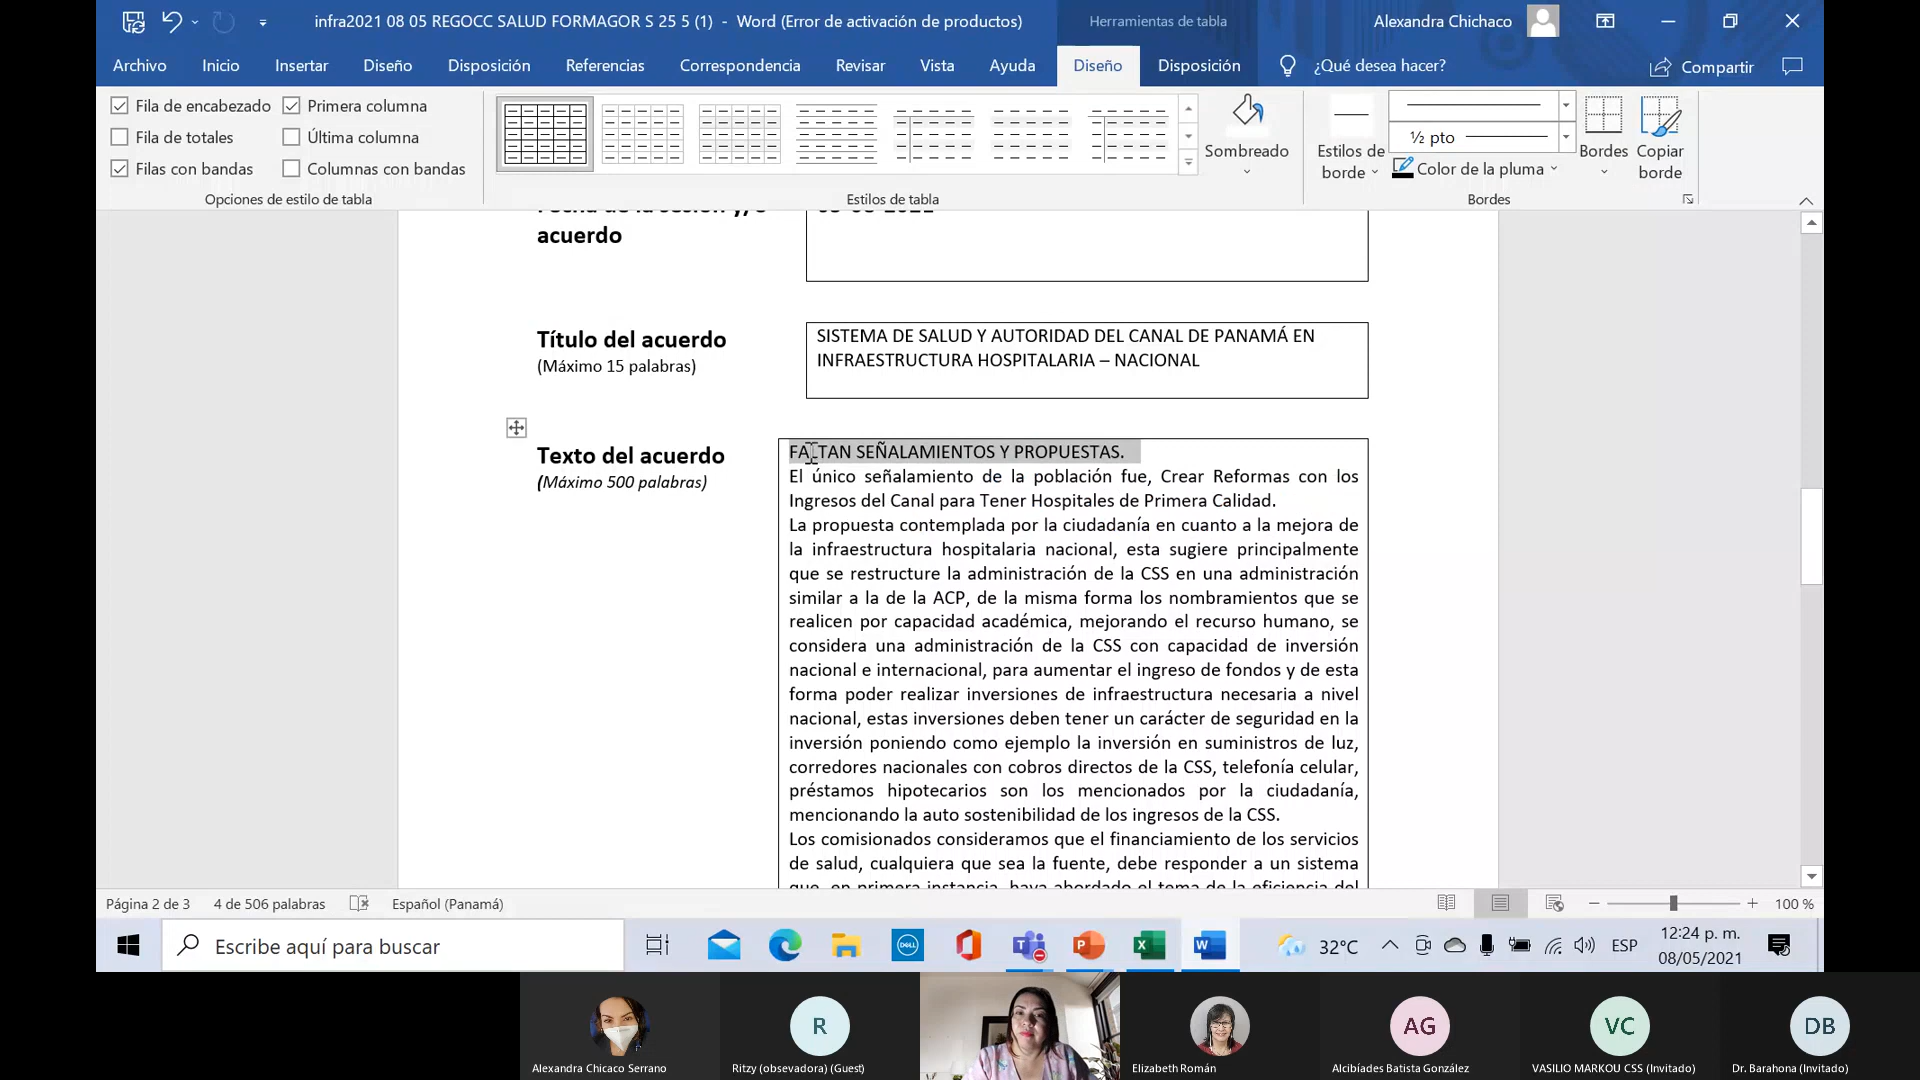 infra2021 08 05 REGOCC SALUD FORMAGOR S 25 5 (1) - Word (Error de activación de productos)
Herramientas de tabla
Alexandra Chichaco
Archivo Inicio Insertar Diseño Disposición Referencias Correspondencia Revisar Vista Ayuda Diseño Disposición ¿Qué desea hacer? Compartir
Fila de encabezado Primera columna
Fila de totales Última columna
Filas con bandas Columnas con bandas
Opciones de estilo de tabla
Estilos de tabla
Sombreado
Estilos de borde
½ pto
Color de la pluma
Bordes
Copiar borde
Bordes
acuerdo
Título del acuerdo
(Máximo 15 palabras)
SISTEMA DE SALUD Y AUTORIDAD DEL CANAL DE PANAMÁ EN
INFRAESTRUCTURA HOSPITALARIA – NACIONAL
Texto del acuerdo
(Máximo 500 palabras)
FALTAN SEÑALAMIENTOS Y PROPUESTAS.
El único señalamiento de la población fue, Crear Reformas con los
Ingresos del Canal para Tener Hospitales de Primera Calidad.
La propuesta contemplada por la ciudadanía en cuanto a la mejora de
la infraestructura hospitalaria nacional, esta sugiere principalmente
que se restructure la administración de la CSS en una administración
similar a la de la ACP, de la misma forma los nombramientos que se
realicen por capacidad académica, mejorando el recurso humano, se
considera una administración de la CSS con capacidad de inversión
nacional e internacional, para aumentar el ingreso de fondos y de esta
forma poder realizar inversiones de infraestructura necesaria a nivel
nacional, estas inversiones deben tener un carácter de seguridad en la
inversión poniendo como ejemplo la inversión en suministros de luz,
corredores nacionales con cobros directos de la CSS, telefonía celular,
préstamos hipotecarios son los mencionados por la ciudadanía,
mencionando la auto sostenibilidad de los ingresos de la CSS.
Los comisionados consideramos que el financiamiento de los servicios
de salud, cualquiera que sea la fuente, debe responder a un sistema
que, en primera instancia, haya abordado el tema de la eficiencia del
Página 2 de 3 4 de 506 palabras Español (Panamá) 100 %
Escribe aquí para buscar
DELL
32°C
ESP
12:24 p. m.
08/05/2021
R
AG
VC
DB
Alexandra Chicaco Serrano
Ritzy (obsevadora) (Guest)
Elizabeth Román
Alcibíades Batista González
VASILIO MARKOU CSS (Invitado)
Dr. Barahona (Invitado)